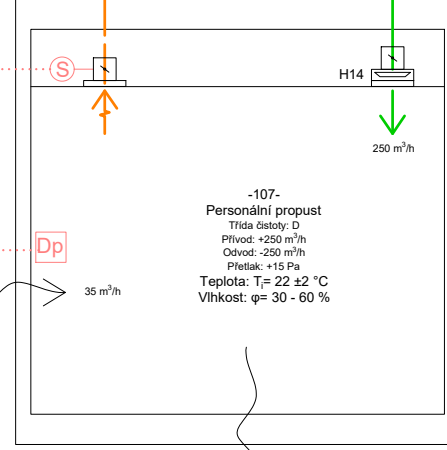 S
H14
250 m³/h
-107-
Personální propust
Třída čistoty: D
Přívod: +250 m³/h
Odvod: -250 m³/h
Přetlak: +15 Pa
Teplota: Tᵢ= 22 ±2 °C
Vlhkost: φ= 30 - 60 %
Dp
35 m³/h